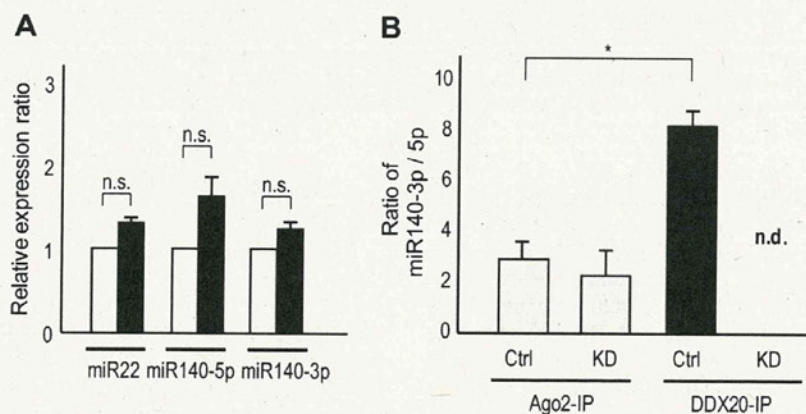 A
Relative expression ratio
3
2
1
0
n.s.
n.s.
n.s.
miR22 miR140-5p miR140-3p
B
Ratio of
miR140-3p / 5p
10
8
6
4
2
0
*
n.d.
Ctrl KD Ctrl KD
Ago2-IP DDX20-IP